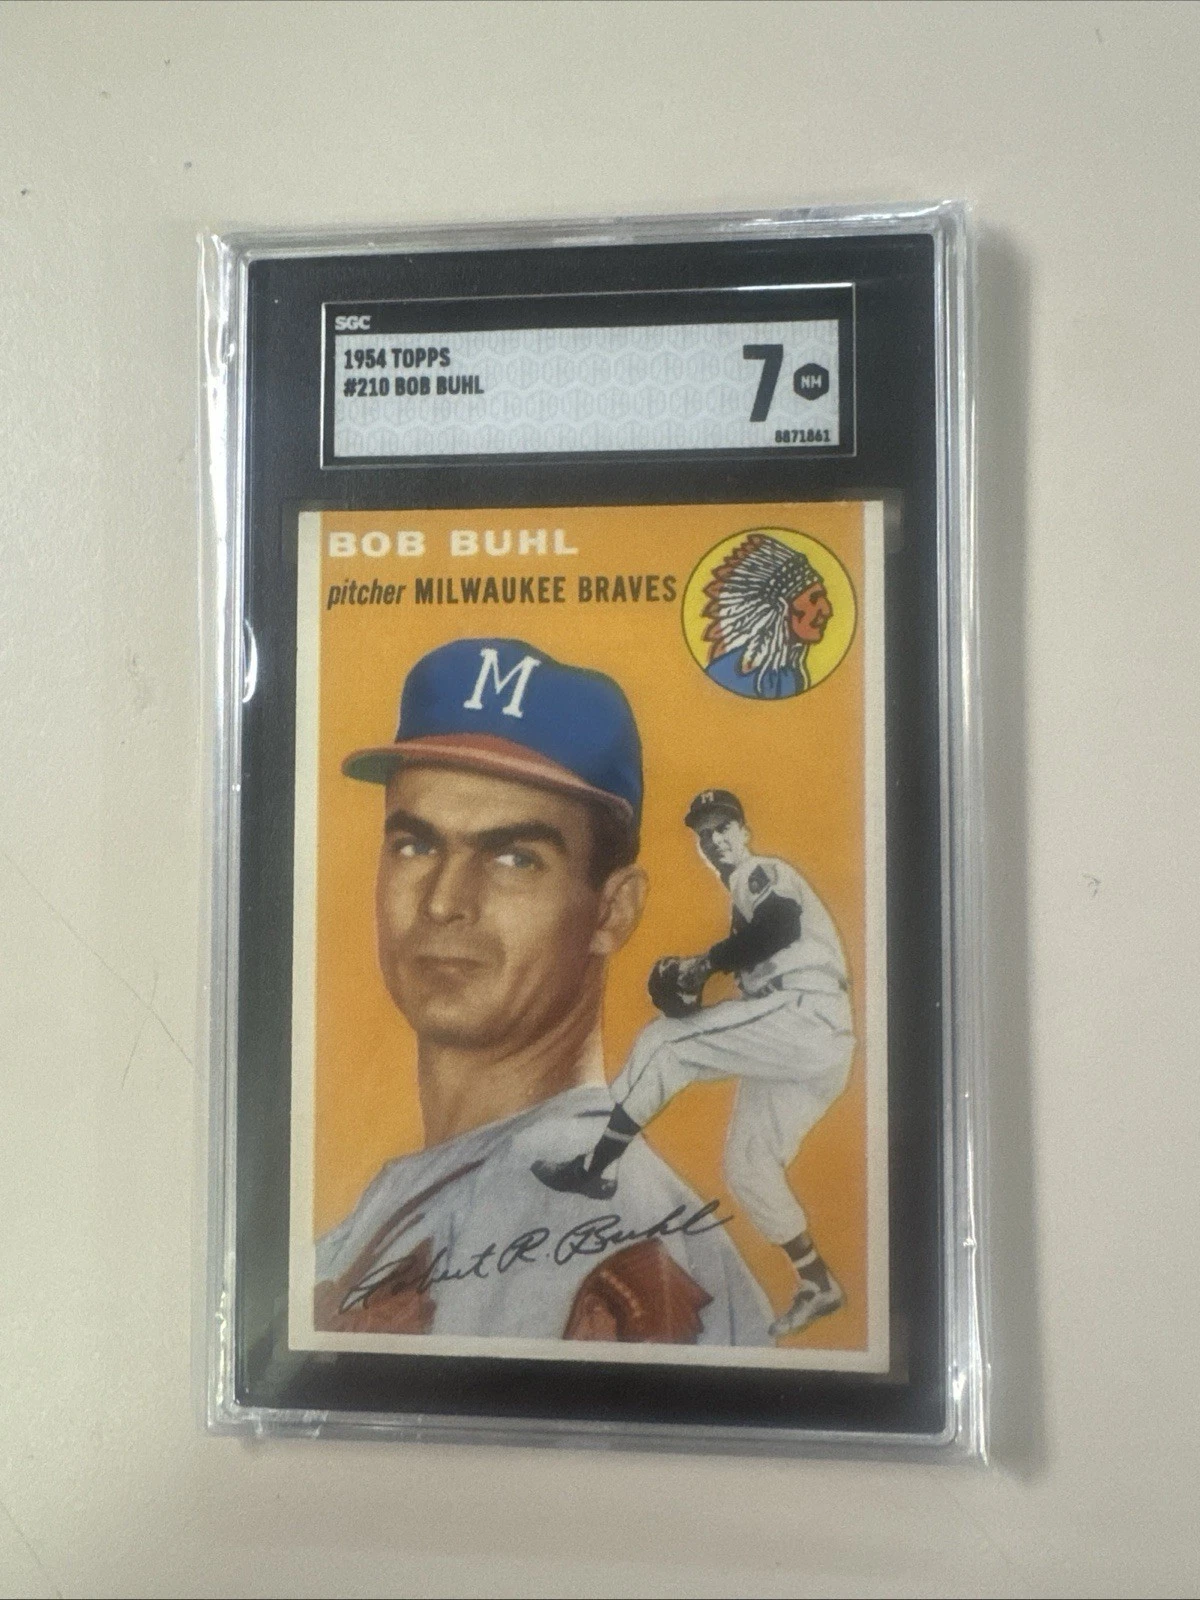 SGC
1954 TOPPS
#210 BOB BUHL
7 NM
8871861
BOB BUHL
pitcher MILWAUKEE BRAVES
M
M
Robert R. Buhl